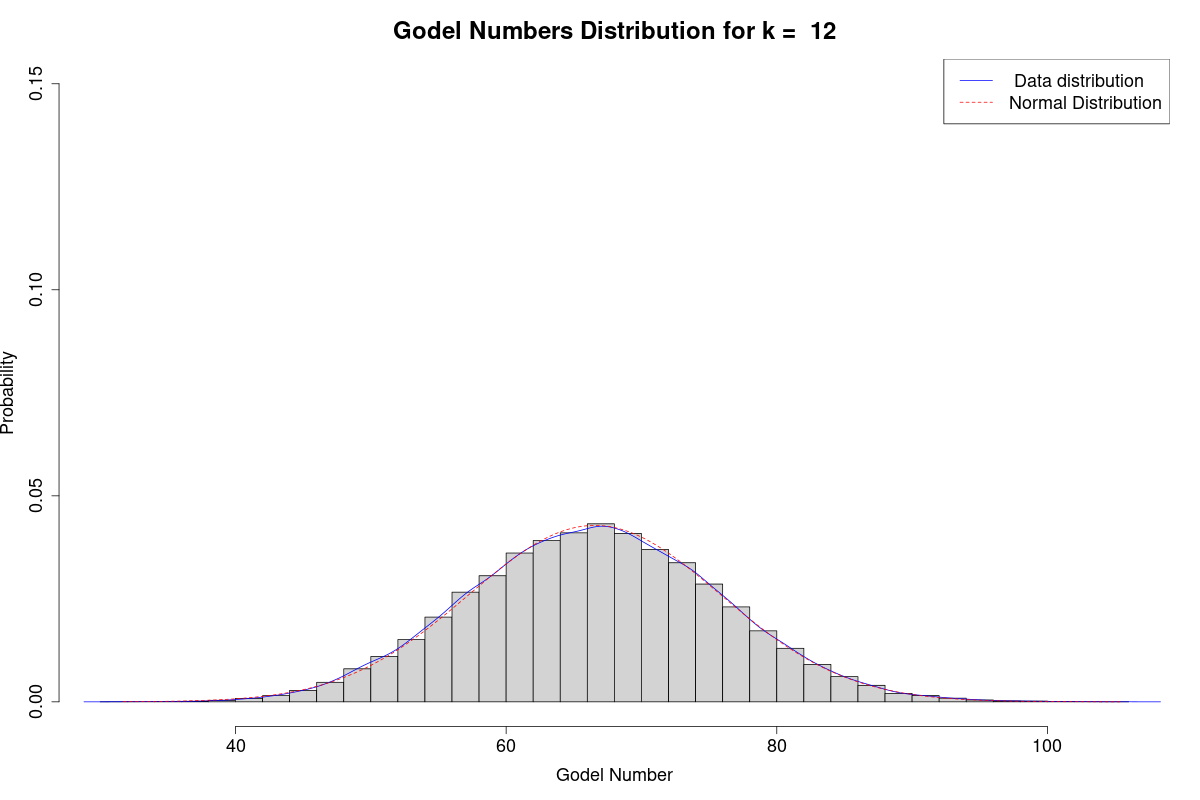 Godel Numbers Distribution for k =  12
Data distribution
Normal Distribution
Probability
0.15
0.10
0.05
0.00
40 60 80 100
Godel Number